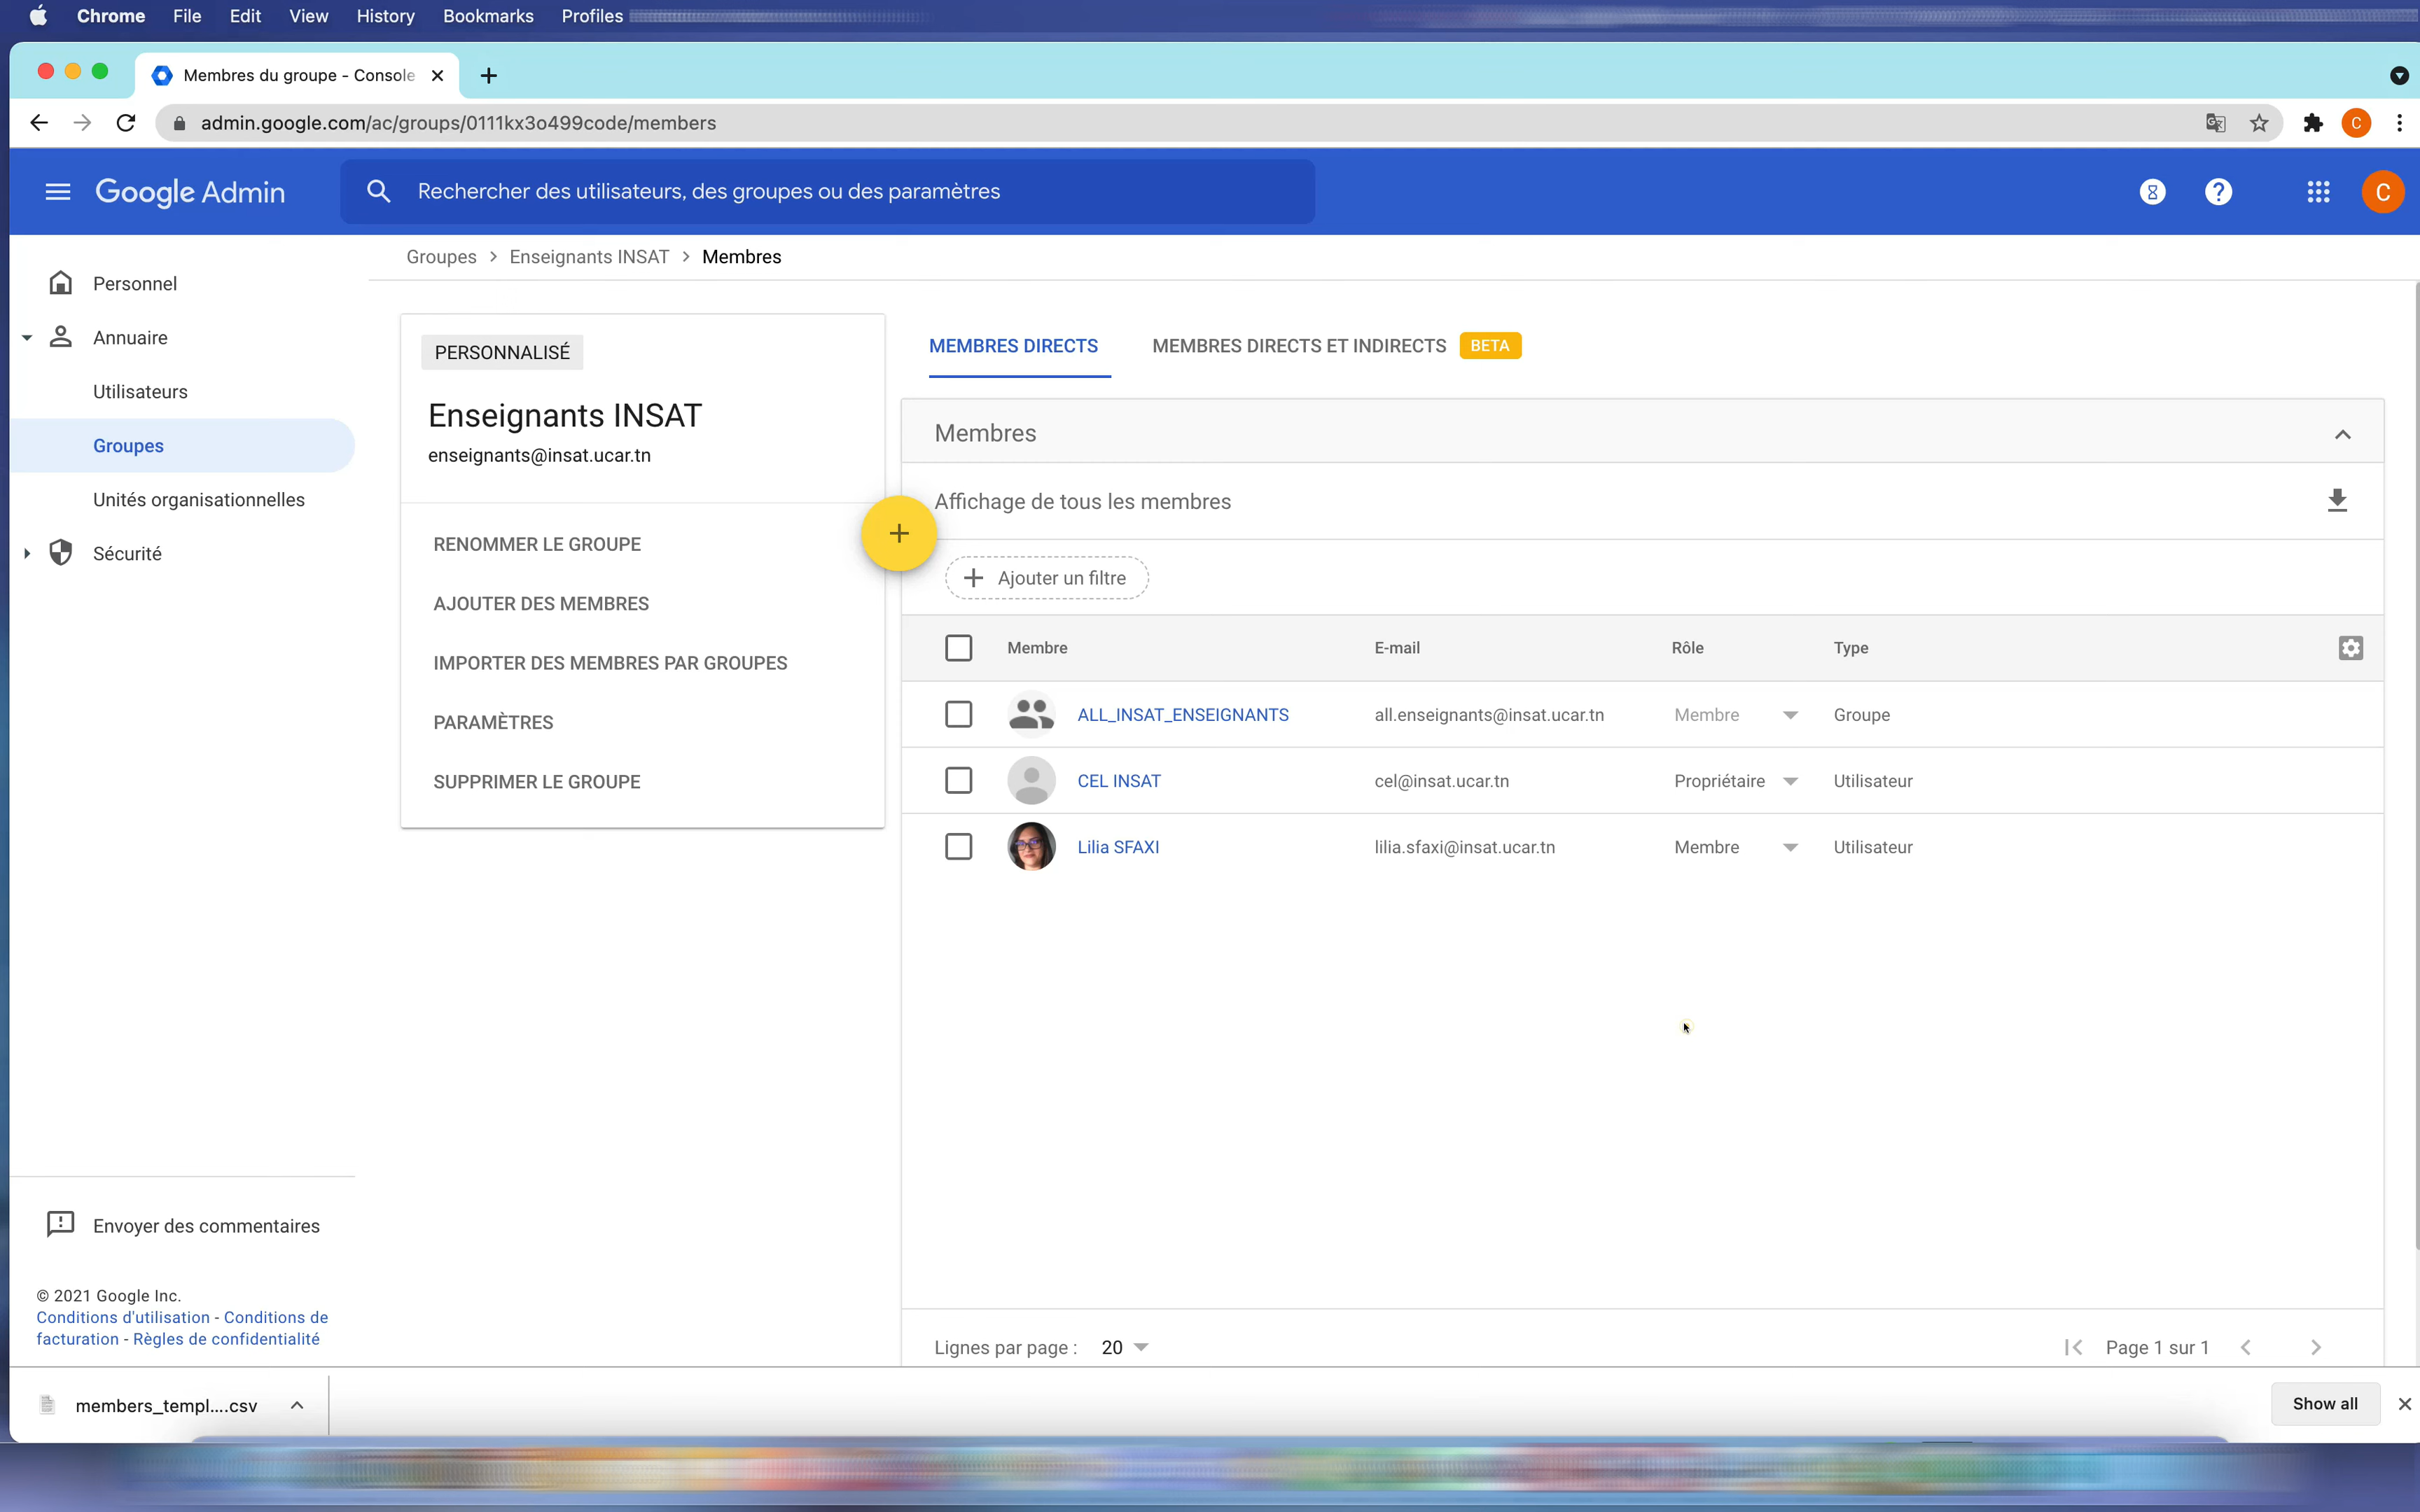 Chrome File Edit View History Bookmarks Profiles
Membres du groupe - Console
admin.google.com/ac/groups/0111kx3o499code/members
C
Google Admin
Rechercher des utilisateurs, des groupes ou des paramètres
C
Personnel
Annuaire
Utilisateurs
Groupes
Unités organisationnelles
Sécurité
Groupes > Enseignants INSAT > Membres
PERSONNALISÉ
Enseignants INSAT
enseignants@insat.ucar.tn
RENOMMER LE GROUPE
AJOUTER DES MEMBRES
IMPORTER DES MEMBRES PAR GROUPES
PARAMÈTRES
SUPPRIMER LE GROUPE
MEMBRES DIRECTS MEMBRES DIRECTS ET INDIRECTS BETA
Membres
Affichage de tous les membres
Ajouter un filtre
Membre E-mail Rôle Type
ALL_INSAT_ENSEIGNANTS all.enseignants@insat.ucar.tn Membre Groupe
CEL INSAT cel@insat.ucar.tn Propriétaire Utilisateur
Lilia SFAXI lilia.sfaxi@insat.ucar.tn Membre Utilisateur
Lignes par page : 20 Page 1 sur 1
Envoyer des commentaires
© 2021 Google Inc.
Conditions d'utilisation - Conditions de
facturation - Règles de confidentialité
members_templ....csv
Show all